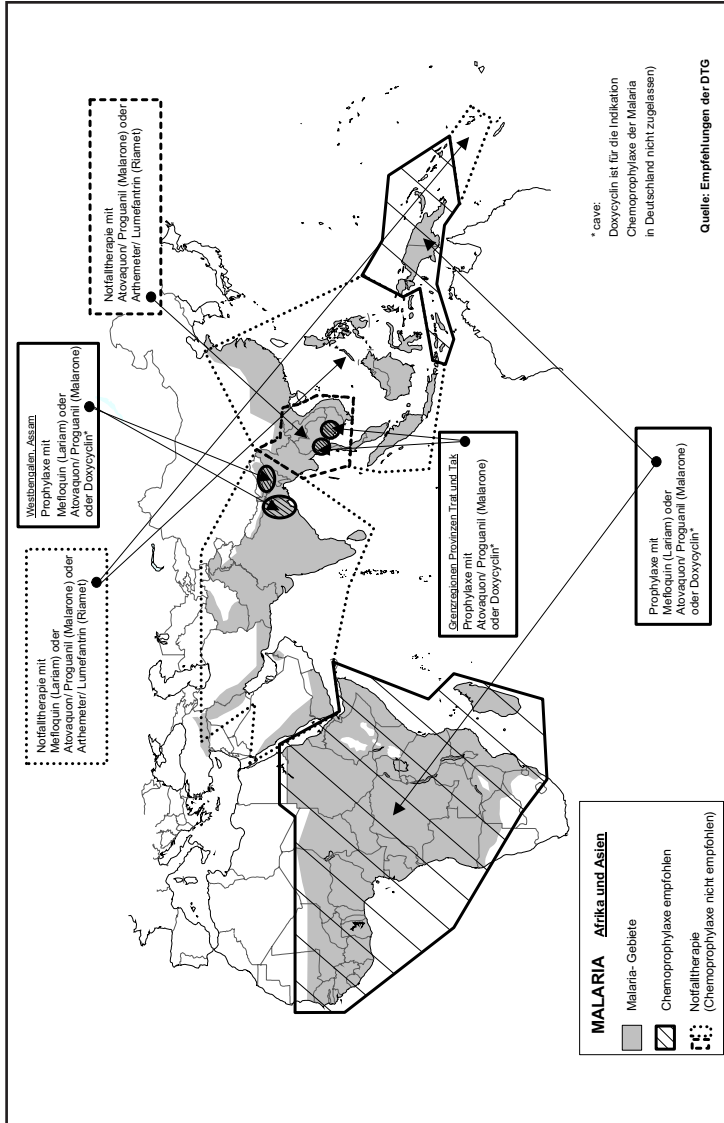 Notfalltherapie mit
Mefloquin (Lariam) oder
Atovaquon/ Proguanil (Malarone) oder
Arthemeter/ Lumefantrin (Riamet)
Westbengalen, Assam
Prophylaxe mit
Mefloquin (Lariam) oder
Atovaquon/ Proguanil (Malarone)
oder Doxycyclin*
Notfalltherapie mit
Atovaquon/ Proguanil (Malarone) oder
Arthemeter/ Lumefantrin (Riamet)
Grenzregionen Provinzen Trat und Tak
Prophylaxe mit
Atovaquon/ Proguanil (Malarone)
oder Doxycyclin*
Prophylaxe mit
Mefloquin (Lariam) oder
Atovaquon/ Proguanil (Malarone)
oder Doxycyclin*
MALARIA Afrika und Asien
Malaria- Gebiete
Chemoprophylaxe empfohlen
Notfalltherapie
(Chemoprophylaxe nicht empfohlen)
* cave:
Doxycyclin ist für die Indikation
Chemoprophylaxe der Malaria
in Deutschland nicht zugelassen)
Quelle: Empfehlungen der DTG